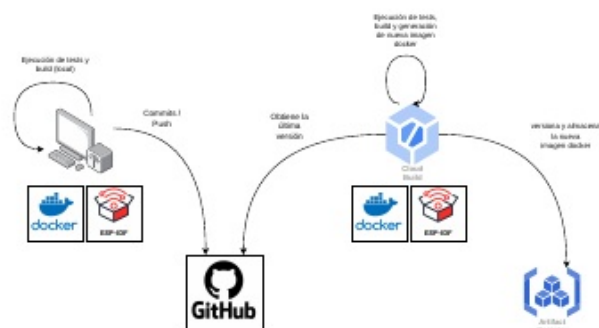 Ejecución de tests,
build y generación
de nueva imagen
docker
Ejecución de tests y
build (local)
Commits /
Push
Obtiene la
última
versión
versiona y almacena
la nueva
imagen docker
Cloud
Build
docker
ESP-IDF
docker
ESP-IDF
GitHub
Artifact